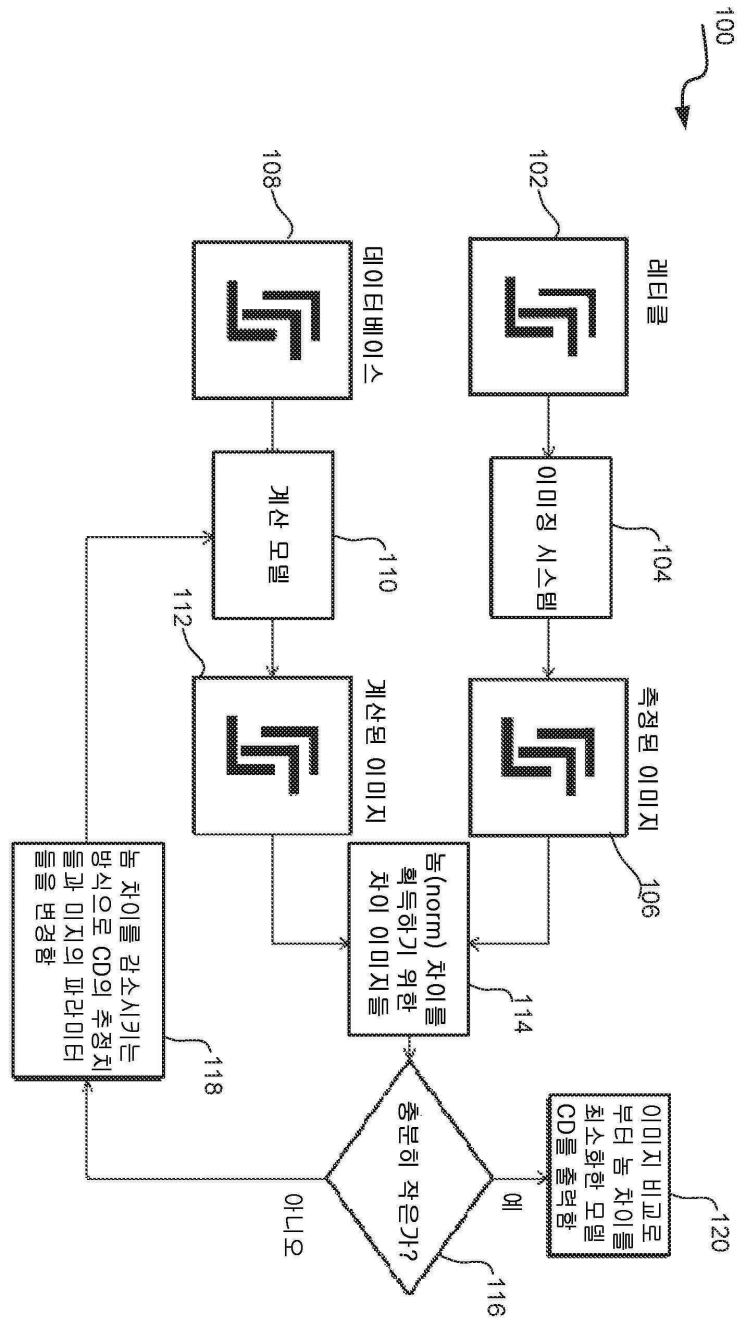 100
102
레티클
104
이미징 시스템
측정된 이미지
106
108
데이터베이스
110
계산 모델
112
계산된 이미지
놈(norm) 차이를
획득하기 위한
차이 이미지들
114
충분히 작은가?
116
예
아니오
118
놈 차이를 감소시키는
방식으로 CD의 추정치
들과 미지의 파라미터
들을 변경함
이미지 비교로
부터 놈 차이를
최소화한 모델
CD를 출력함
120